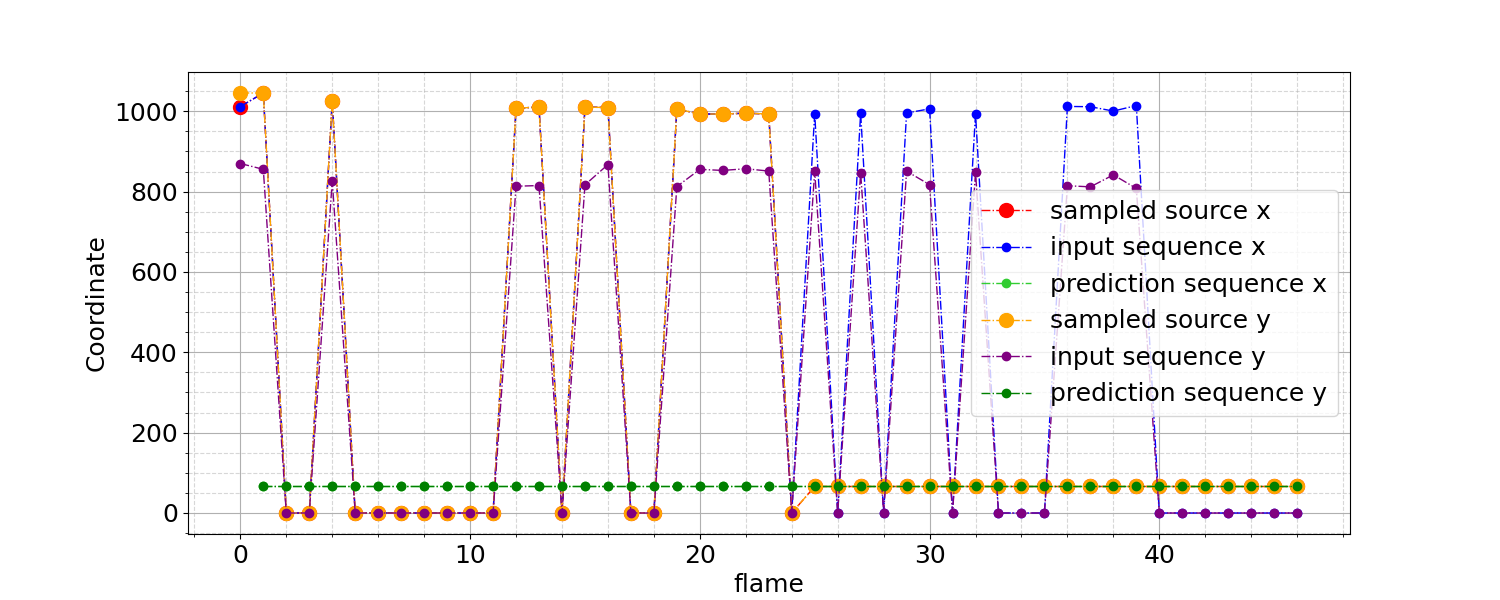 1000
800
600
400
200
0
Coordinate
sampled source x
input sequence x
prediction sequence x
sampled source y
input sequence y
prediction sequence y
0 10 20 30 40
flame